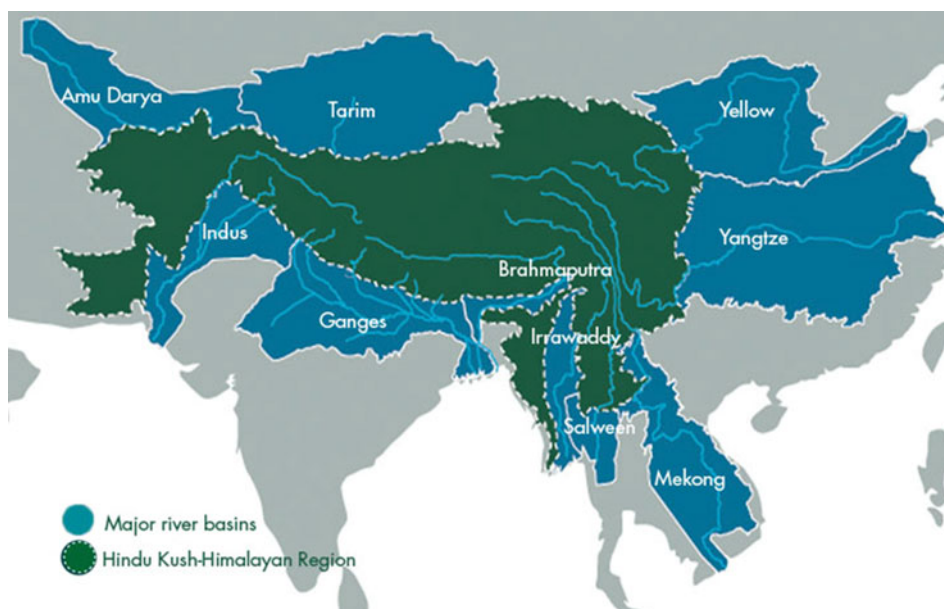 Amu Darya
Tarim
Yellow
Indus
Yangtze
Brahmaputra
Ganges
Irrawaddy
Salween
Mekong
Major river basins
Hindu Kush-Himalayan Region